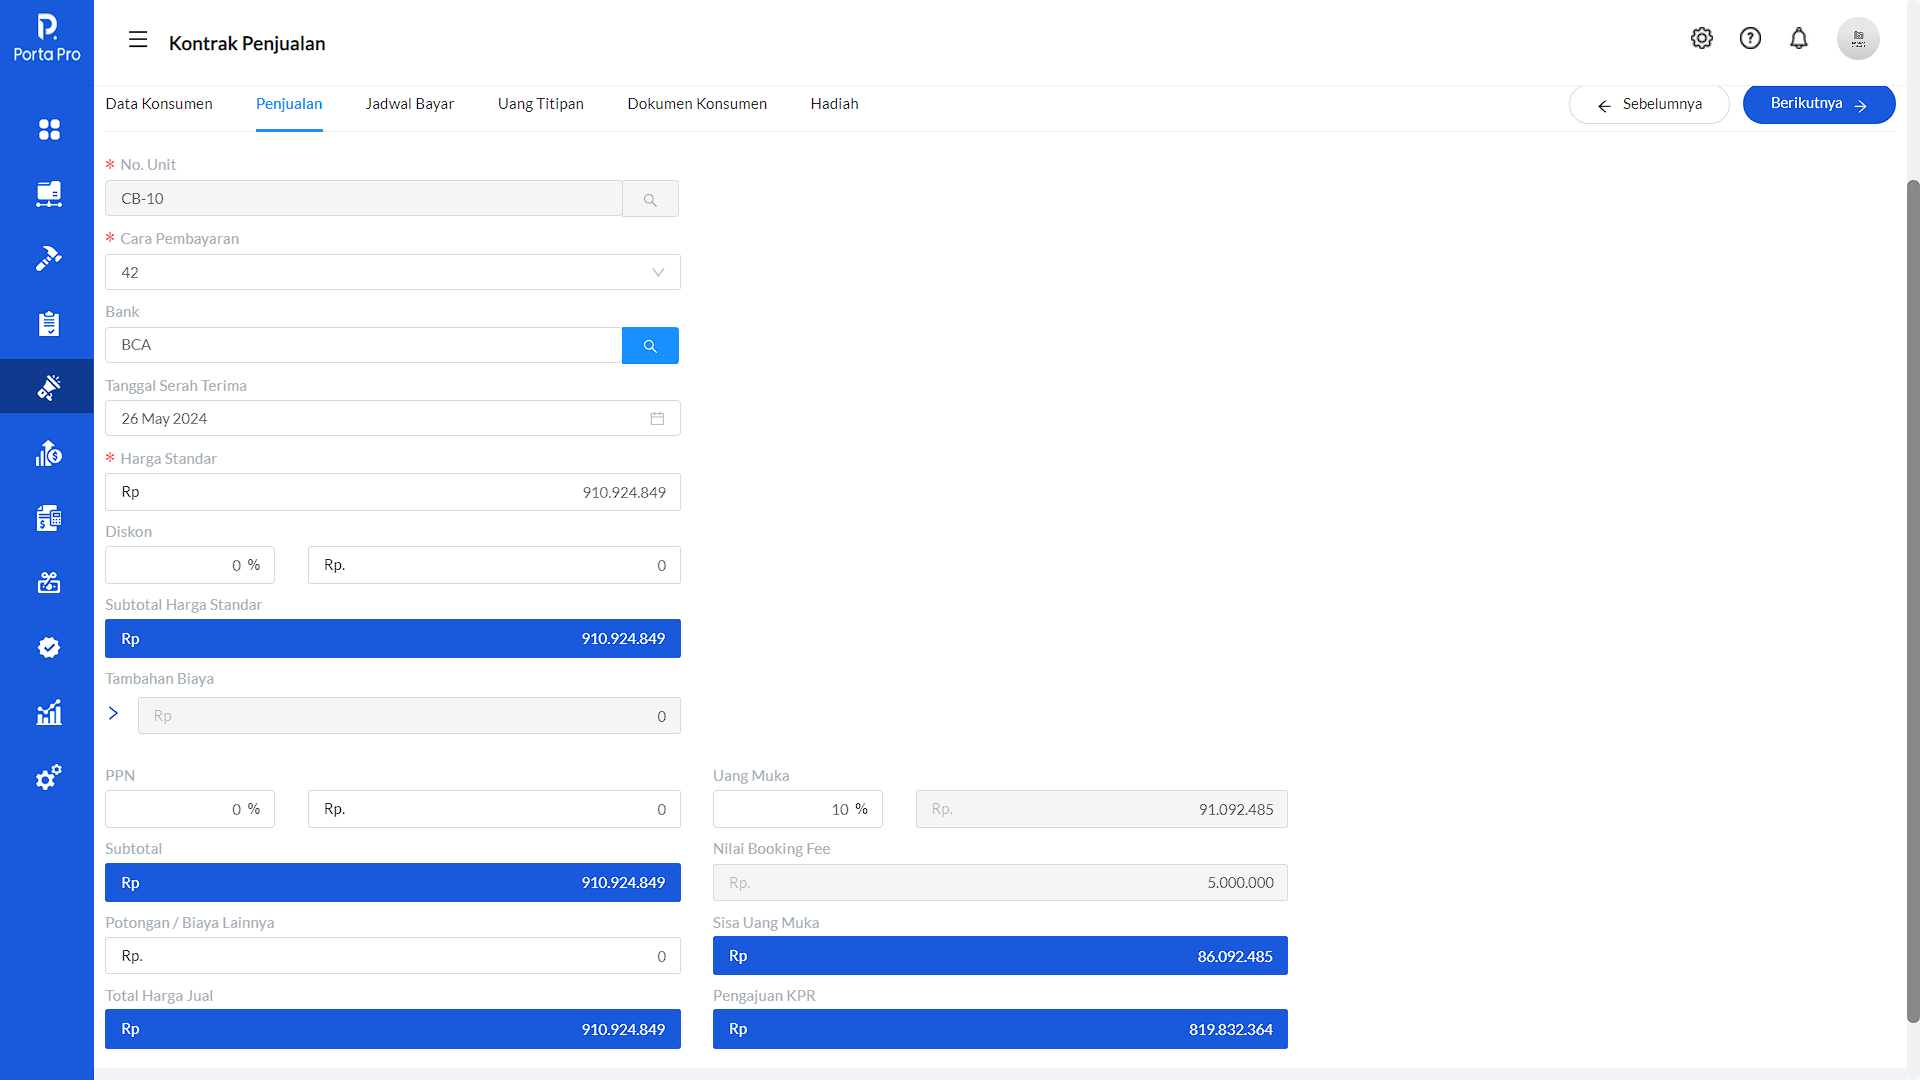 Porta Pro
Kontrak Penjualan
Data Konsumen
Penjualan
Jadwal Bayar
Uang Titipan
Dokumen Konsumen
Hadiah
Sebelumnya
Berikutnya
* No. Unit
CB-10
* Cara Pembayaran
42
Bank
BCA
Tanggal Serah Terima
26 May 2024
* Harga Standar
Rp 910.924.849
Diskon
0 % Rp. 0
Subtotal Harga Standar
Rp 910.924.849
Tambahan Biaya
Rp 0
PPN
0 % Rp. 0
Subtotal
Rp 910.924.849
Potongan / Biaya Lainnya
Rp. 0
Total Harga Jual
Rp 910.924.849
Uang Muka
10 % Rp. 91.092.485
Nilai Booking Fee
Rp. 5.000.000
Sisa Uang Muka
Rp 86.092.485
Pengajuan KPR
Rp 819.832.364